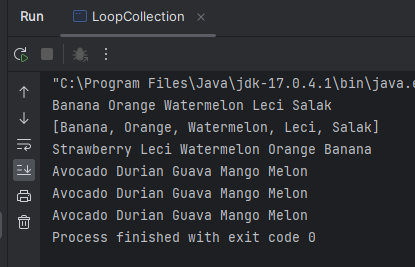 Run LoopCollection
"C:\Program Files\Java\jdk-17.0.4.1\bin\java.e
Banana Orange Watermelon Leci Salak
[Banana, Orange, Watermelon, Leci, Salak]
Strawberry Leci Watermelon Orange Banana
Avocado Durian Guava Mango Melon
Avocado Durian Guava Mango Melon
Avocado Durian Guava Mango Melon
Process finished with exit code 0